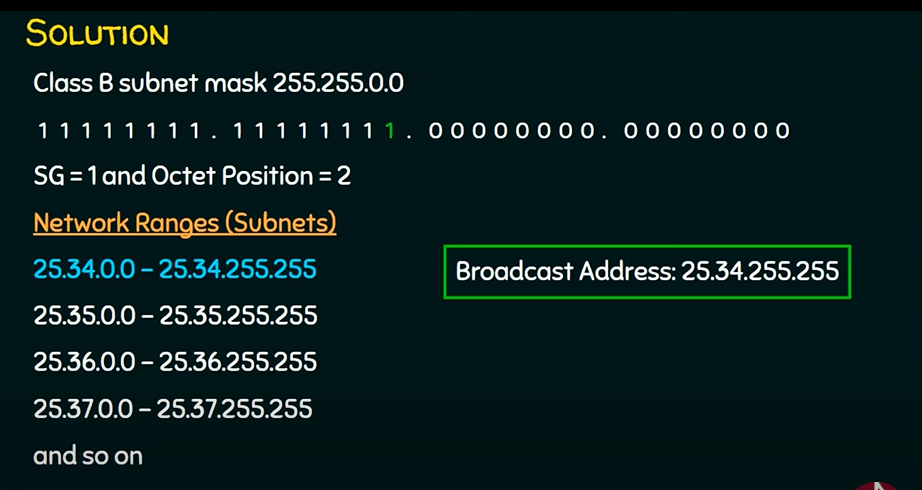 SOLUTION
Class B subnet mask 255.255.0.0
1 1 1 1 1 1 1 1 . 1 1 1 1 1 1 1 1 . 0 0 0 0 0 0 0 0 . 0 0 0 0 0 0 0 0
SG = 1 and Octet Position = 2
Network Ranges (Subnets)
25.34.0.0 – 25.34.255.255
Broadcast Address: 25.34.255.255
25.35.0.0 – 25.35.255.255
25.36.0.0 – 25.36.255.255
25.37.0.0 – 25.37.255.255
and so on